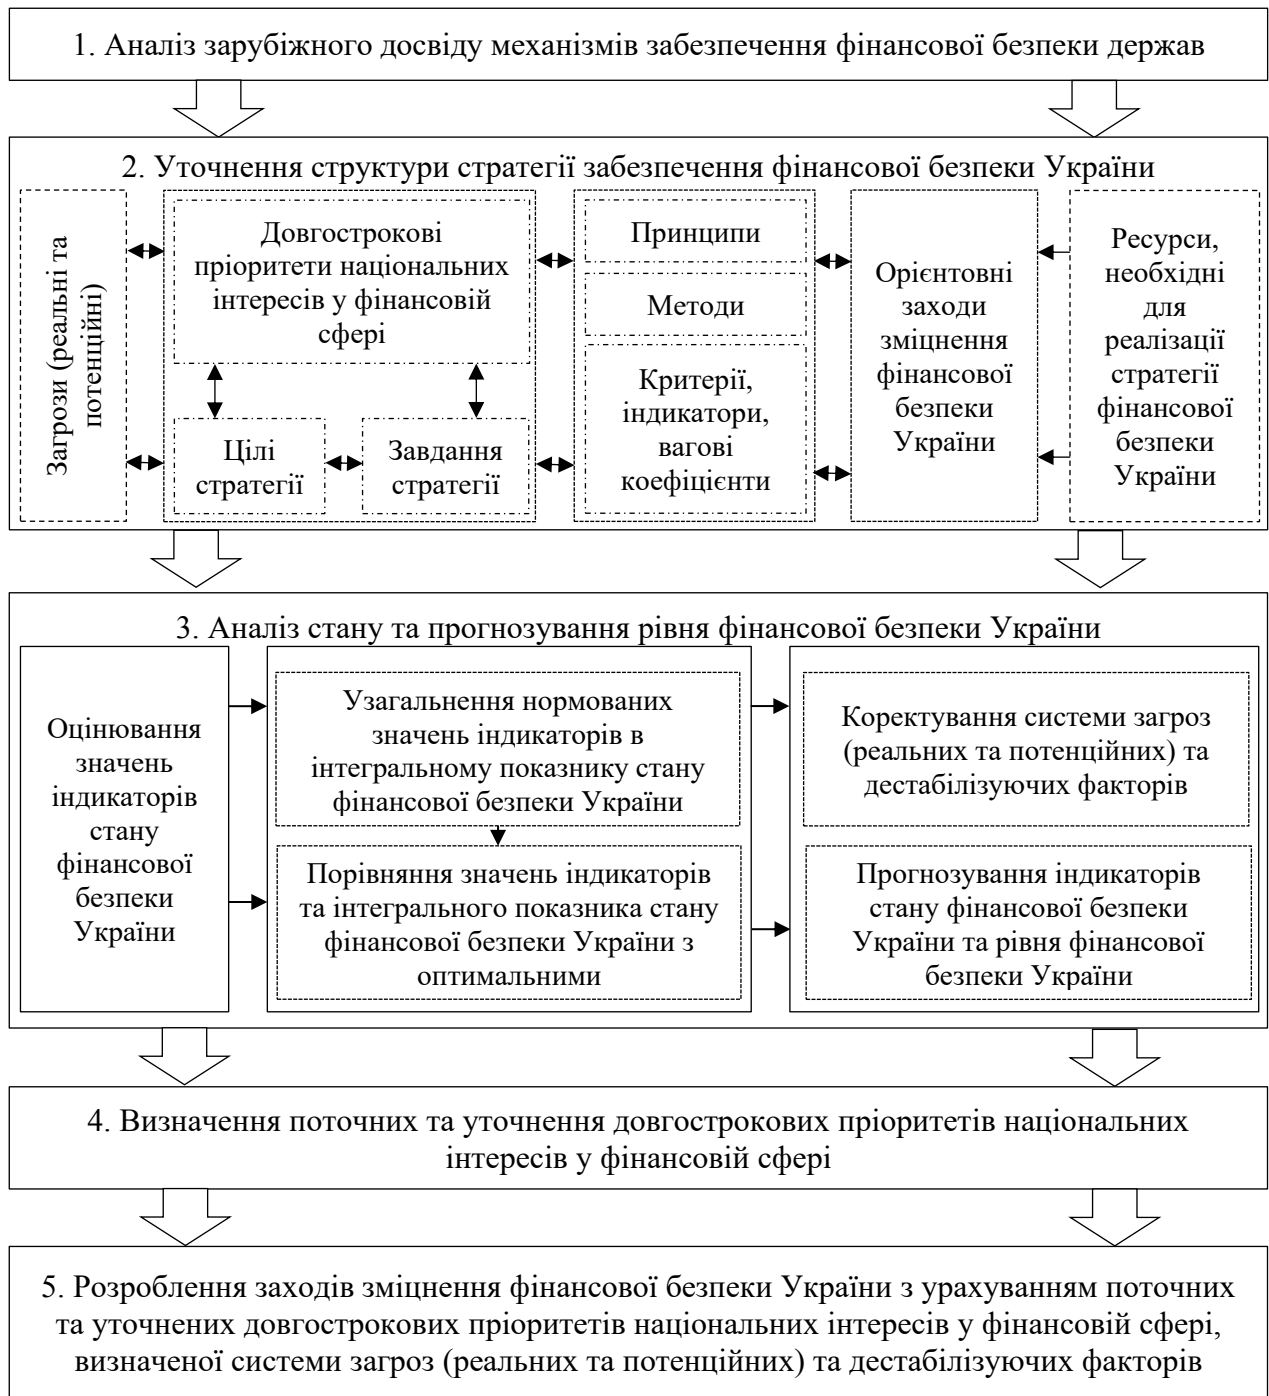 1. Аналіз зарубіжного досвіду механізмів забезпечення фінансової безпеки держав
2. Уточнення структури стратегії забезпечення фінансової безпеки України
Загрози (реальні та
потенційні)
Довгострокові
пріоритети національних
інтересів у фінансовій
сфері
Цілі
стратегії
Завдання
стратегії
Принципи
Методи
Критерії,
індикатори,
вагові
коефіцієнти
Орієнтовні
заходи
зміцнення
фінансової
безпеки
України
Ресурси,
необхідні
для
реалізації
стратегії
фінансової
безпеки
України
3. Аналіз стану та прогнозування рівня фінансової безпеки України
Оцінювання
значень
індикаторів
стану
фінансової
безпеки
України
Узагальнення нормованих
значень індикаторів в
інтегральному показнику стану
фінансової безпеки України
Порівняння значень індикаторів
та інтегрального показника стану
фінансової безпеки України з
оптимальними
Коректування системи загроз
(реальних та потенційних) та
дестабілізуючих факторів
Прогнозування індикаторів
стану фінансової безпеки
України та рівня фінансової
безпеки України
4. Визначення поточних та уточнення довгострокових пріоритетів національних
інтересів у фінансовій сфері
5. Розроблення заходів зміцнення фінансової безпеки України з урахуванням поточних
та уточнених довгострокових пріоритетів національних інтересів у фінансовій сфері,
визначеної системи загроз (реальних та потенційних) та дестабілізуючих факторів